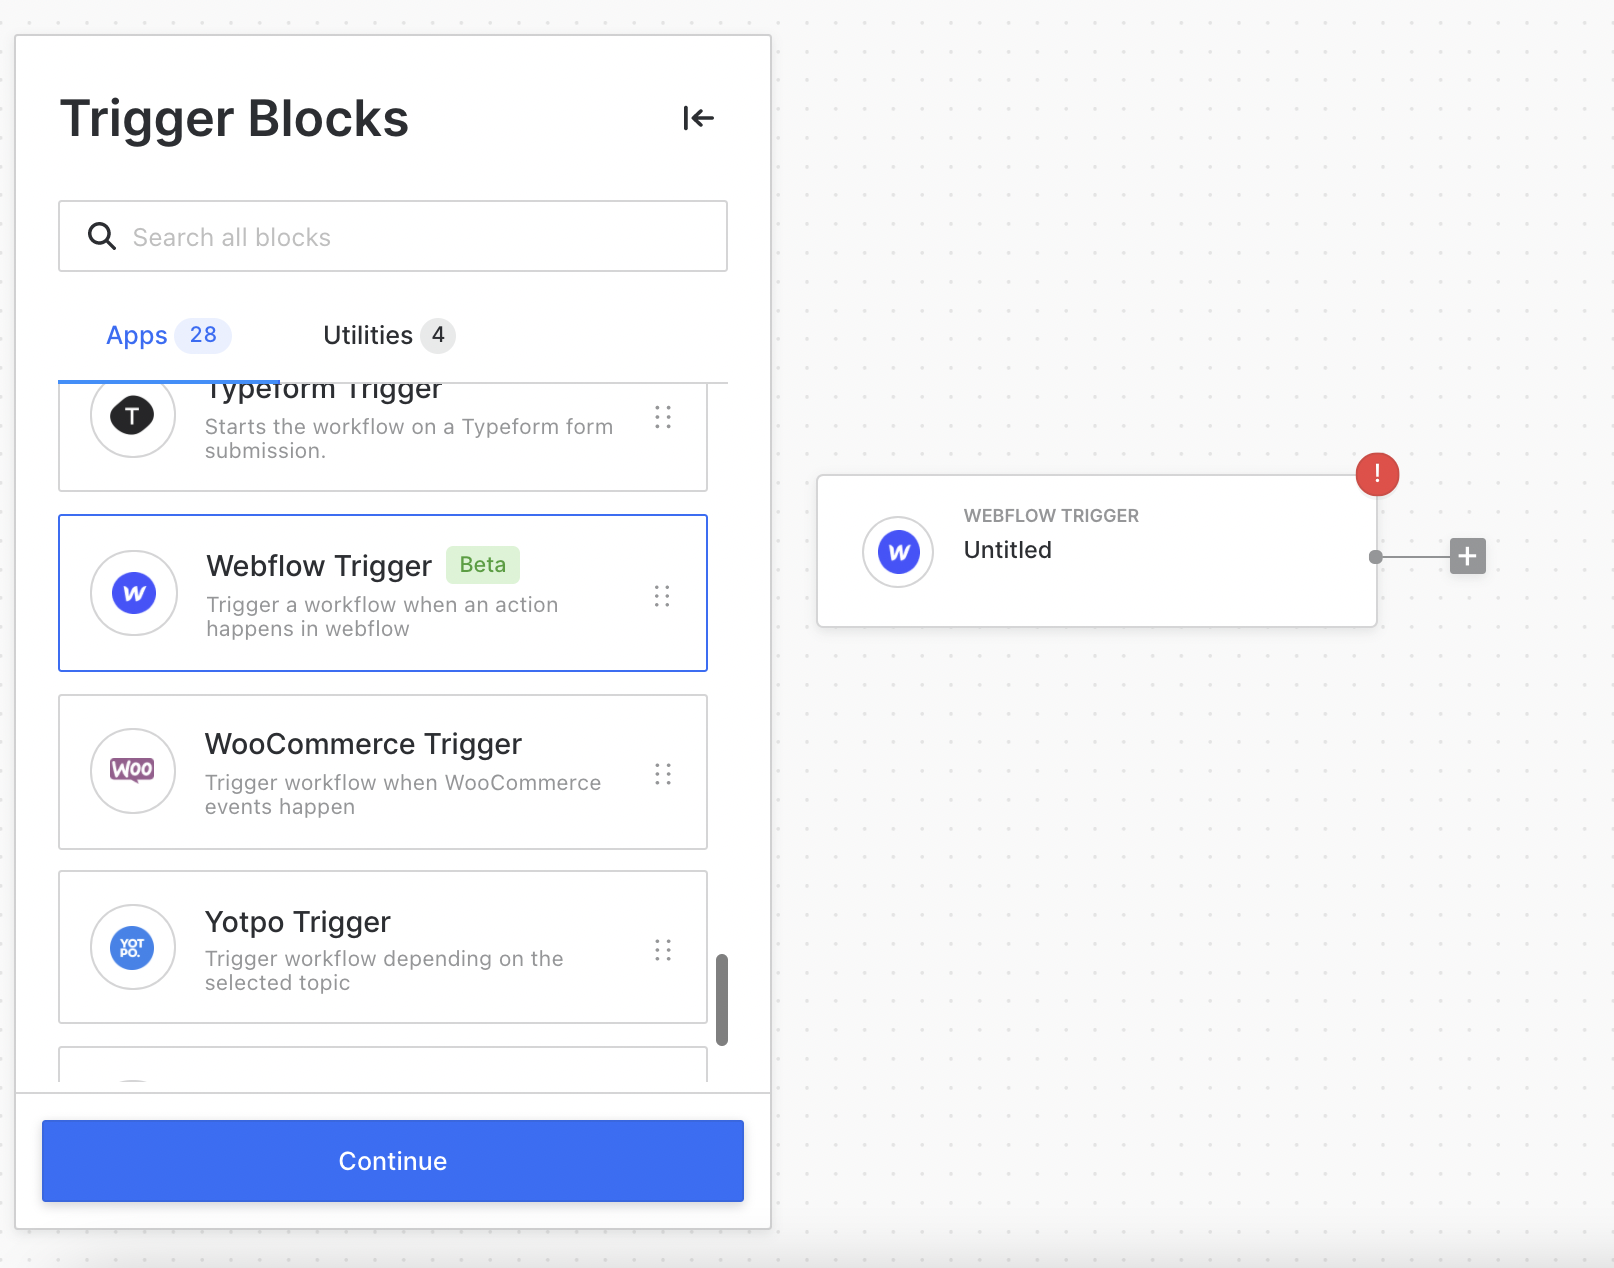 Trigger Blocks
Search all blocks
Apps 28
Utilities 4
Typeform Trigger
T
Starts the workflow on a Typeform form
submission.
Webflow Trigger Beta
W
Trigger a workflow when an action
happens in webflow
WooCommerce Trigger
WOO
Trigger workflow when WooCommerce
events happen
Yotpo Trigger
YOT
PO.
Trigger workflow depending on the
selected topic
Continue
!
WEBFLOW TRIGGER
W
Untitled